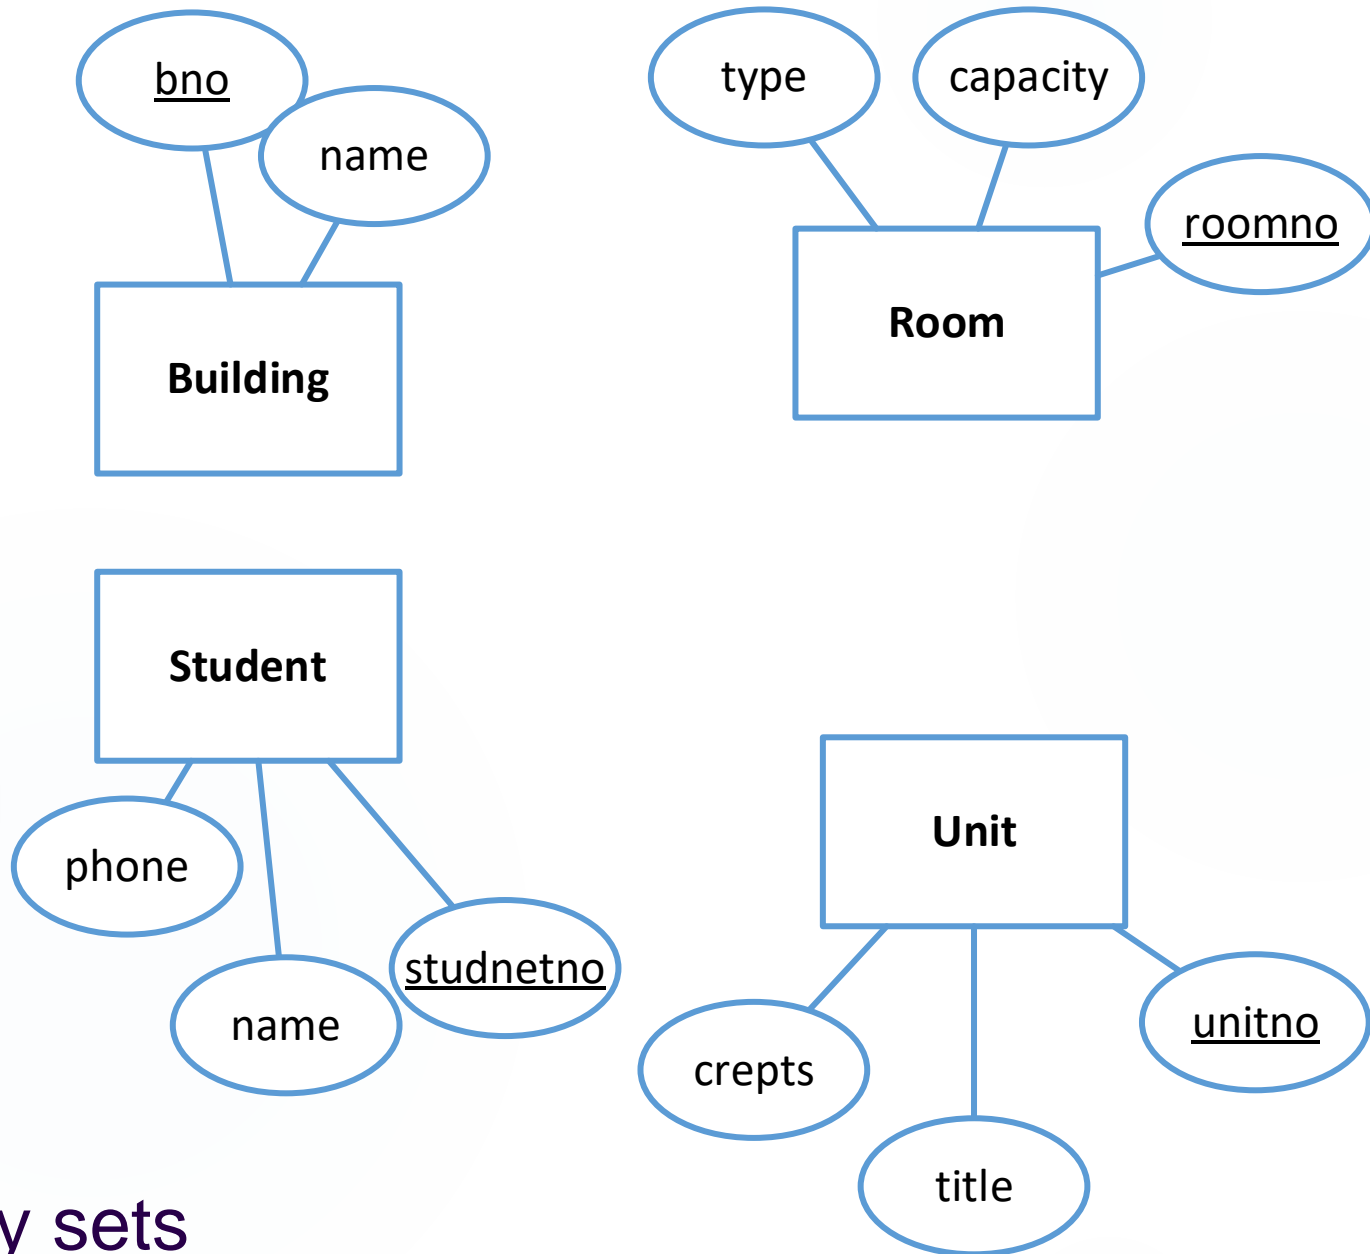 bno
name
Building
type
capacity
roomno
Room
Student
phone
name
studnetno
Unit
crepts
title
unitno
y sets